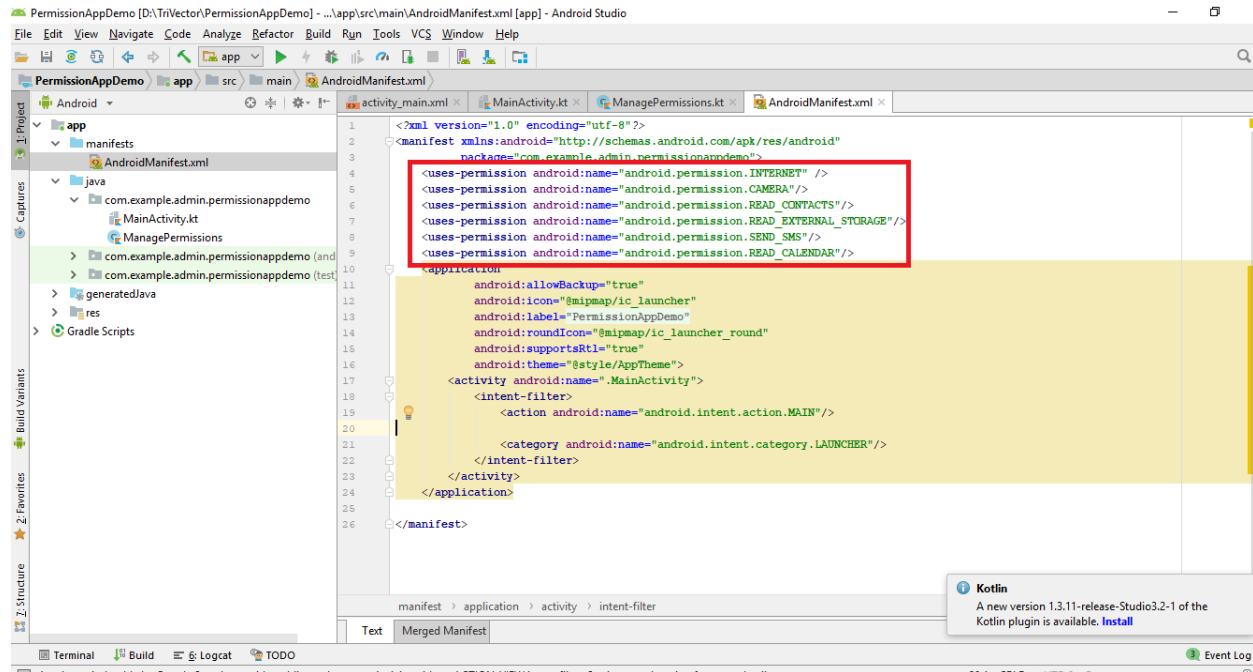 PermissionAppDemo [D:\TriVector\PermissionAppDemo] - ...\app\src\main\AndroidManifest.xml [app] - Android Studio
File Edit View Navigate Code Analyze Refactor Build Run Tools VCS Window Help
app
PermissionAppDemo app src main AndroidManifest.xml
Android
activity_main.xml MainActivity.kt ManagePermissions.kt AndroidManifest.xml
1: Project
Captures
Build Variants
2: Favorites
Z: Structure
app
manifests
AndroidManifest.xml
java
com.example.admin.permissionappdemo
MainActivity.kt
ManagePermissions
com.example.admin.permissionappdemo (and
com.example.admin.permissionappdemo (test)
generatedJava
res
Gradle Scripts
1 <?xml version="1.0" encoding="utf-8"?>
2 <manifest xmlns:android="http://schemas.android.com/apk/res/android"
3 package="com.example.admin.permissionappdemo">
4 <uses-permission android:name="android.permission.INTERNET" />
5 <uses-permission android:name="android.permission.CAMERA"/>
6 <uses-permission android:name="android.permission.READ_CONTACTS"/>
7 <uses-permission android:name="android.permission.READ_EXTERNAL_STORAGE"/>
8 <uses-permission android:name="android.permission.SEND_SMS"/>
9 <uses-permission android:name="android.permission.READ_CALENDAR"/>
10 <application
11 android:allowBackup="true"
12 android:icon="@mipmap/ic_launcher"
13 android:label="PermissionAppDemo"
14 android:roundIcon="@mipmap/ic_launcher_round"
15 android:supportsRtl="true"
16 android:theme="@style/AppTheme">
17 <activity android:name=".MainActivity">
18 <intent-filter>
19 <action android:name="android.intent.action.MAIN"/>
20
21 <category android:name="android.intent.category.LAUNCHER"/>
22 </intent-filter>
23 </activity>
24 </application>
25
26 </manifest>
manifest › application › activity › intent-filter
Text Merged Manifest
Kotlin
A new version 1.3.11-release-Studio3.2-1 of the
Kotlin plugin is available. Install
Terminal Build 6: Logcat TODO
3 Event Log